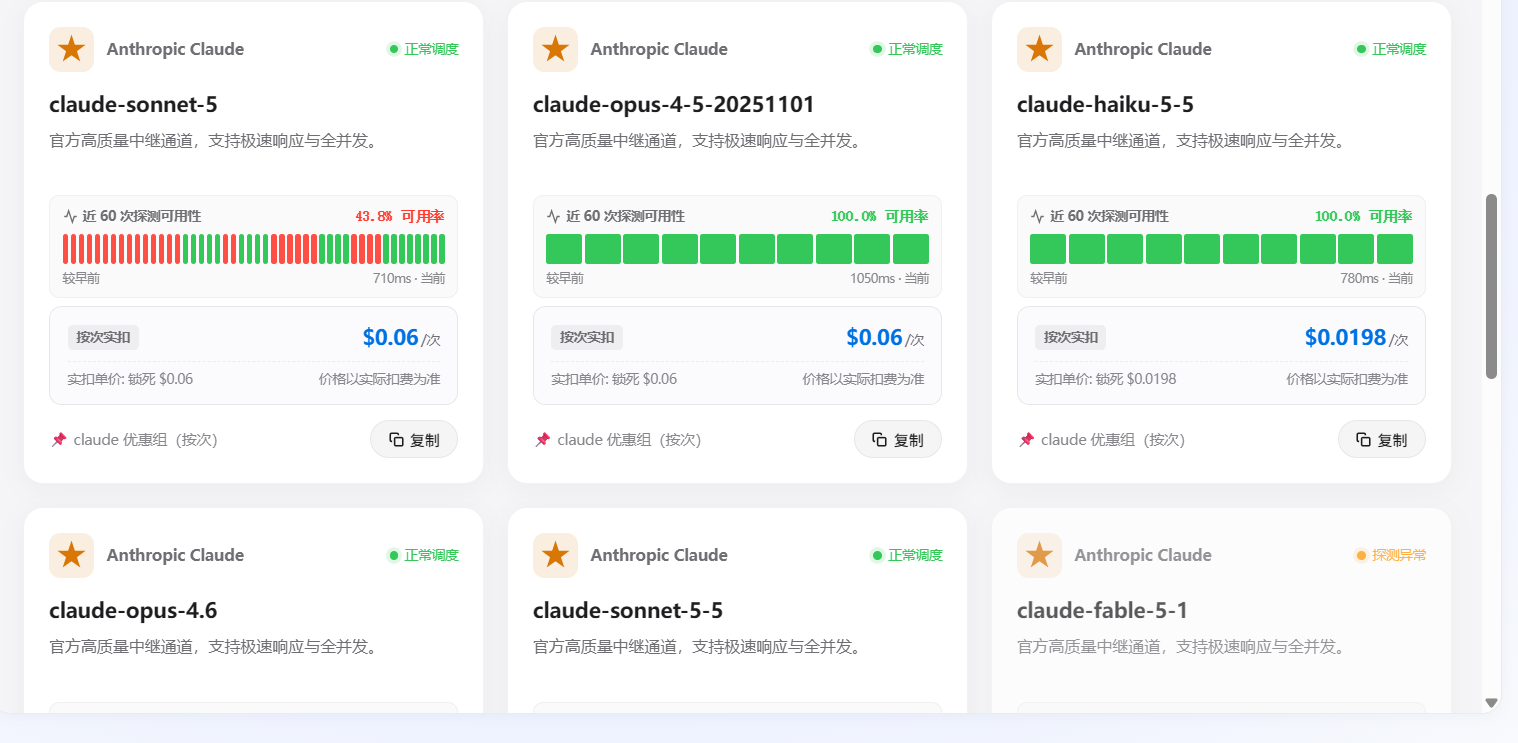 Anthropic Claude
正常调度
claude-sonnet-5
官方高质量中继通道，支持极速响应与全并发。
近 60 次探测可用性
43.8% 可用率
较早前
710ms · 当前
按次实扣
$0.06 /次
实扣单价: 锁死 $0.06
价格以实际扣费为准
claude 优惠组（按次）
复制
Anthropic Claude
正常调度
claude-opus-4-5-20251101
官方高质量中继通道，支持极速响应与全并发。
近 60 次探测可用性
100.0% 可用率
较早前
1050ms · 当前
按次实扣
$0.06 /次
实扣单价: 锁死 $0.06
价格以实际扣费为准
claude 优惠组（按次）
复制
Anthropic Claude
正常调度
claude-haiku-5-5
官方高质量中继通道，支持极速响应与全并发。
近 60 次探测可用性
100.0% 可用率
较早前
780ms · 当前
按次实扣
$0.0198 /次
实扣单价: 锁死 $0.0198
价格以实际扣费为准
claude 优惠组（按次）
复制
Anthropic Claude
正常调度
claude-opus-4.6
官方高质量中继通道，支持极速响应与全并发。
Anthropic Claude
正常调度
claude-sonnet-5-5
官方高质量中继通道，支持极速响应与全并发。
Anthropic Claude
探测异常
claude-fable-5-1
官方高质量中继通道，支持极速响应与全并发。